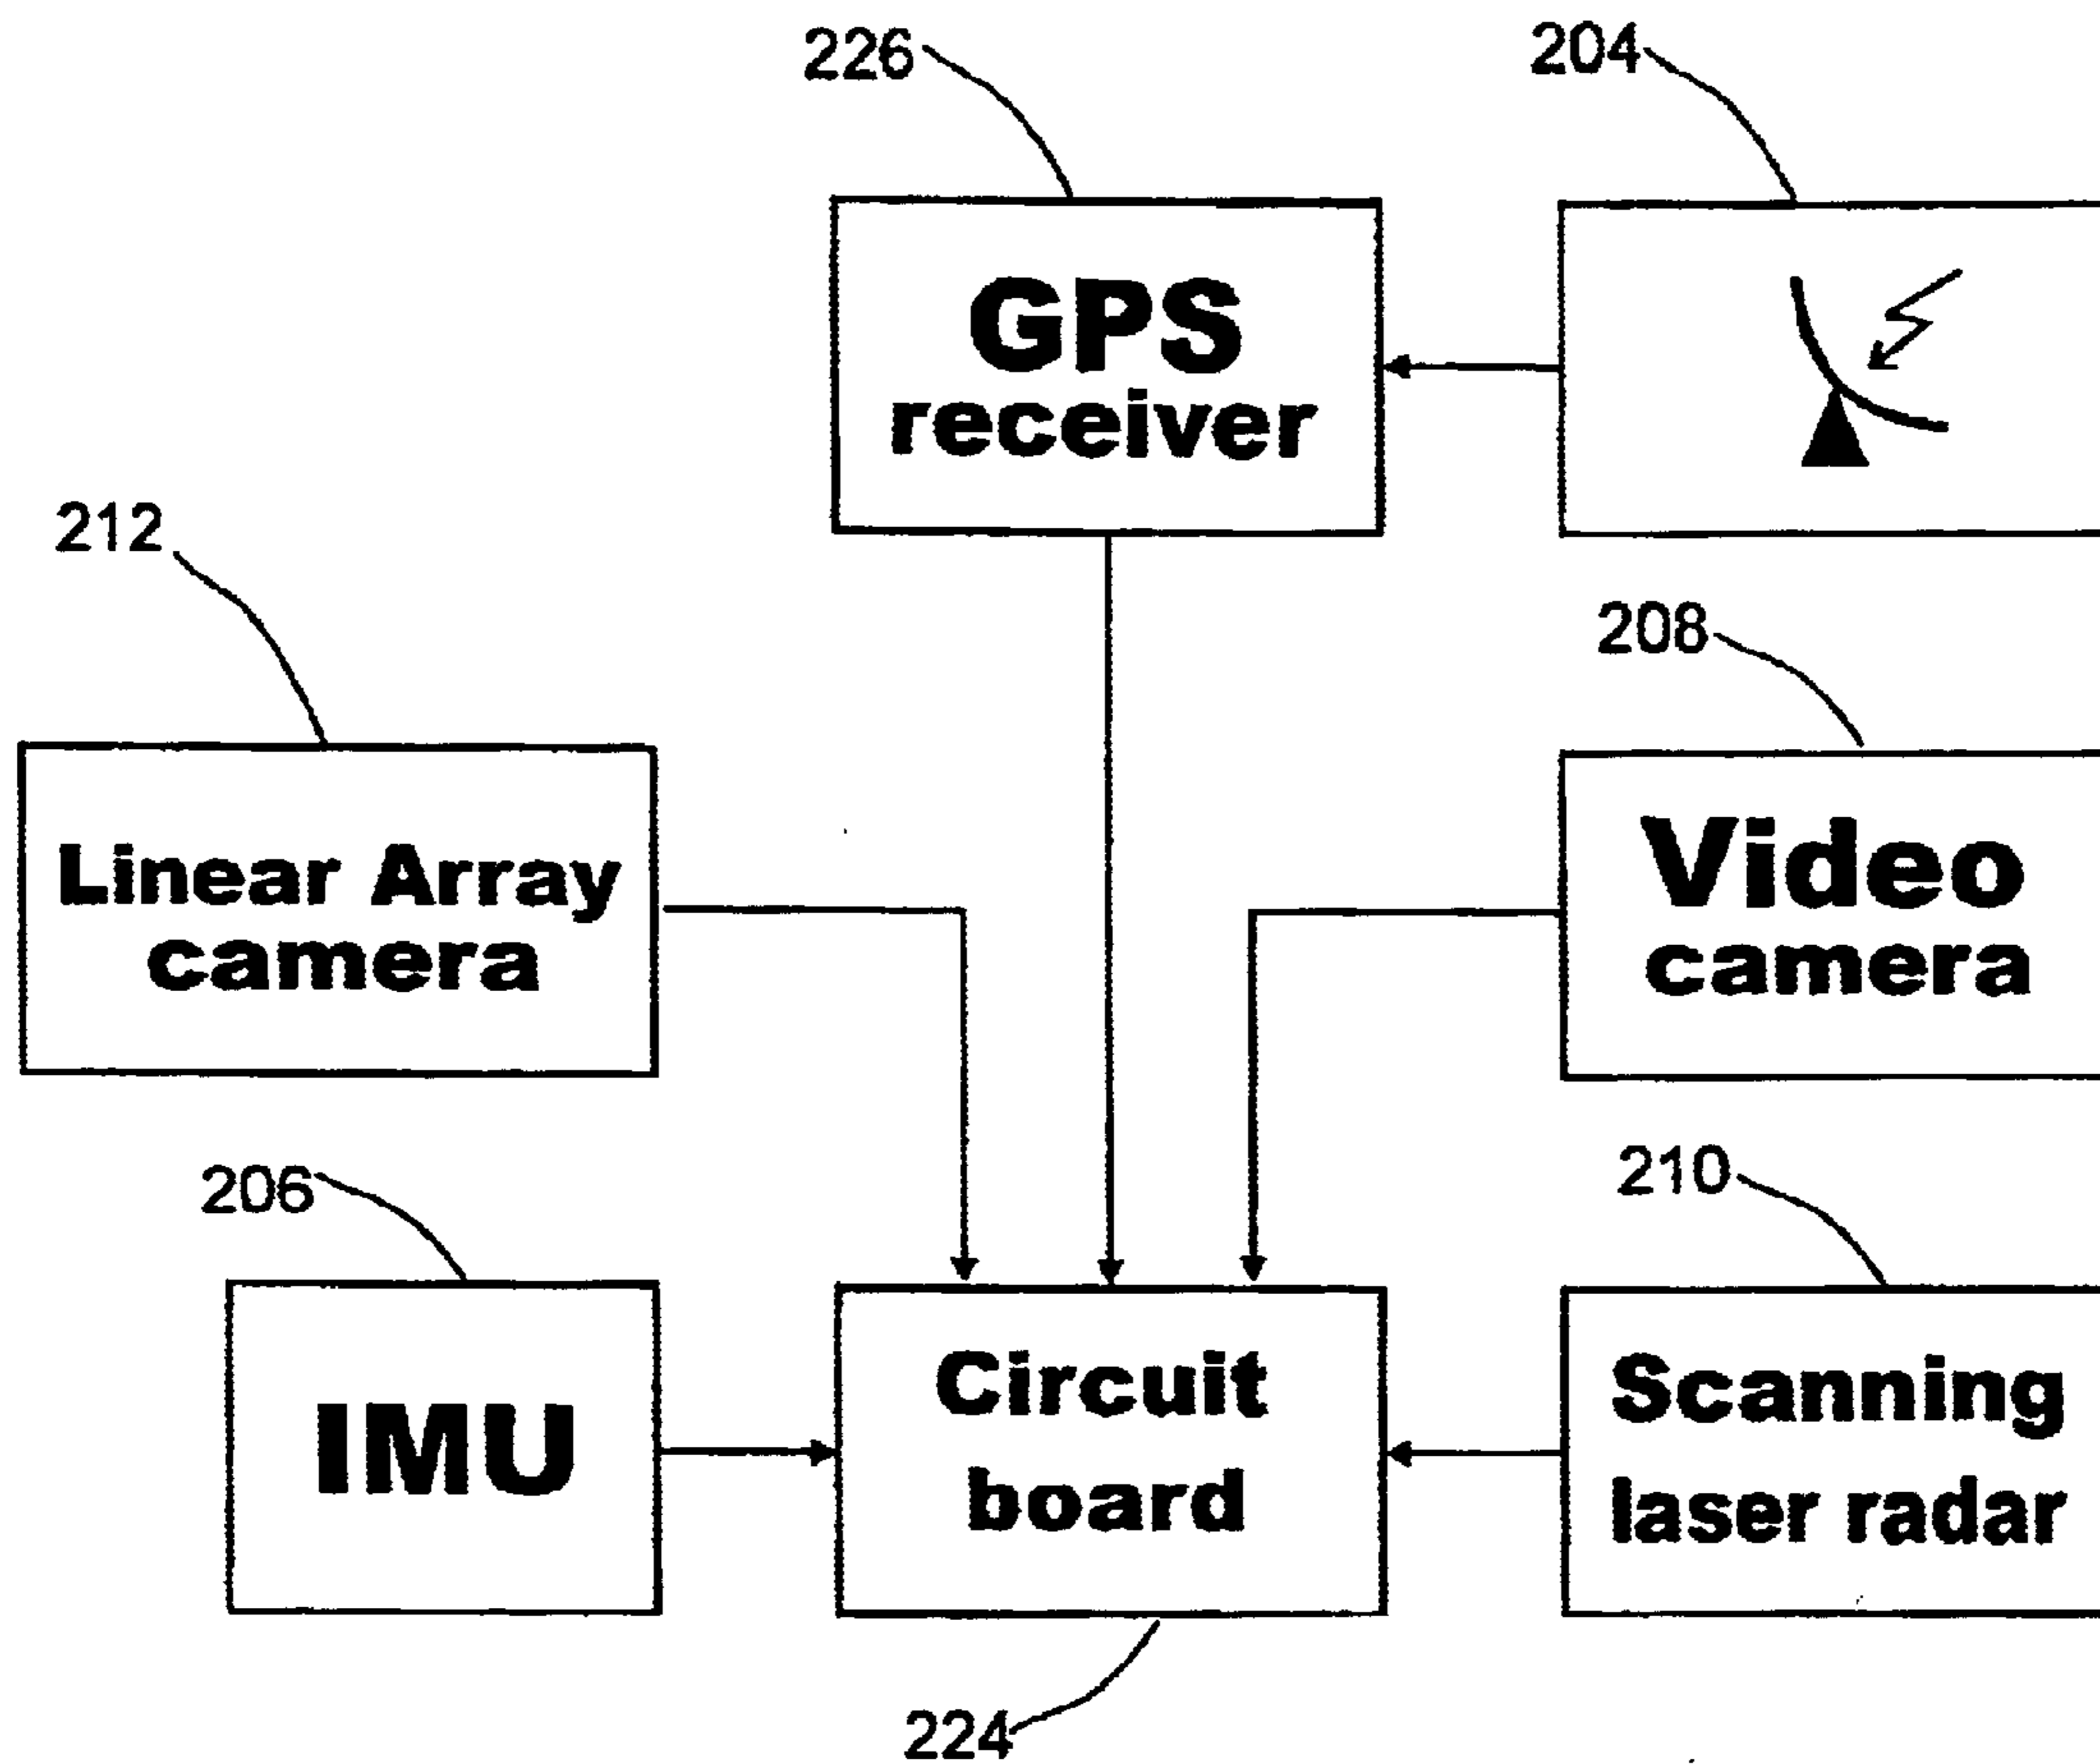 226
204
GPS
receiver
212
208
Linear Array
camera
Video
camera
206
210
IMU
Circuit
board
Scanning
laser radar
224